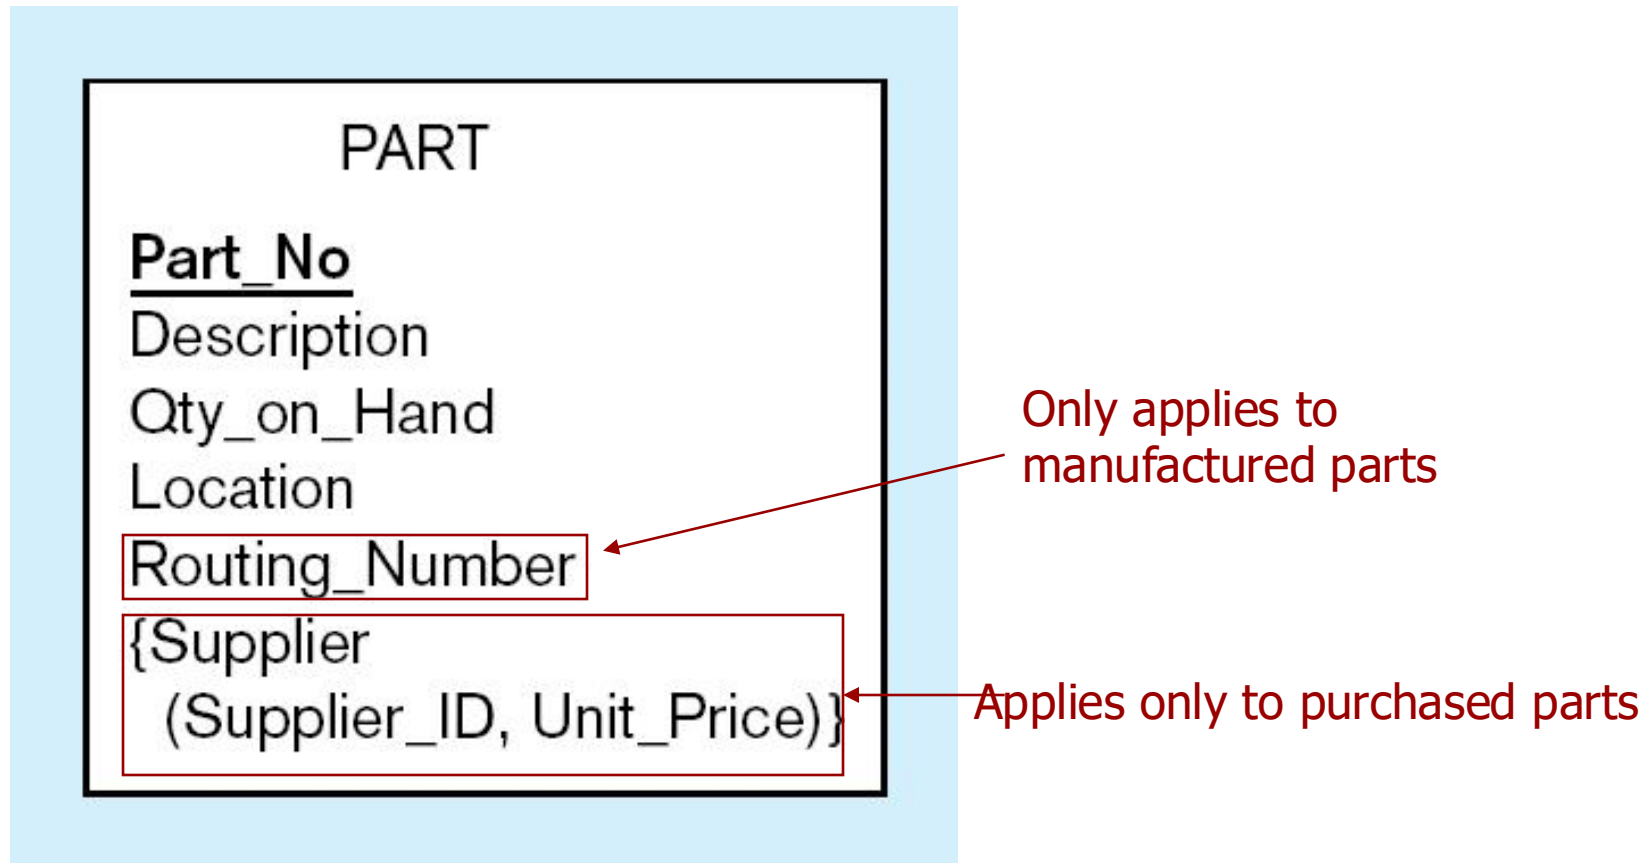 PART
Part_No
Description
Qty_on_Hand
Location
Routing_Number
{Supplier
(Supplier_ID, Unit_Price)}
Only applies to
manufactured parts
Applies only to purchased parts